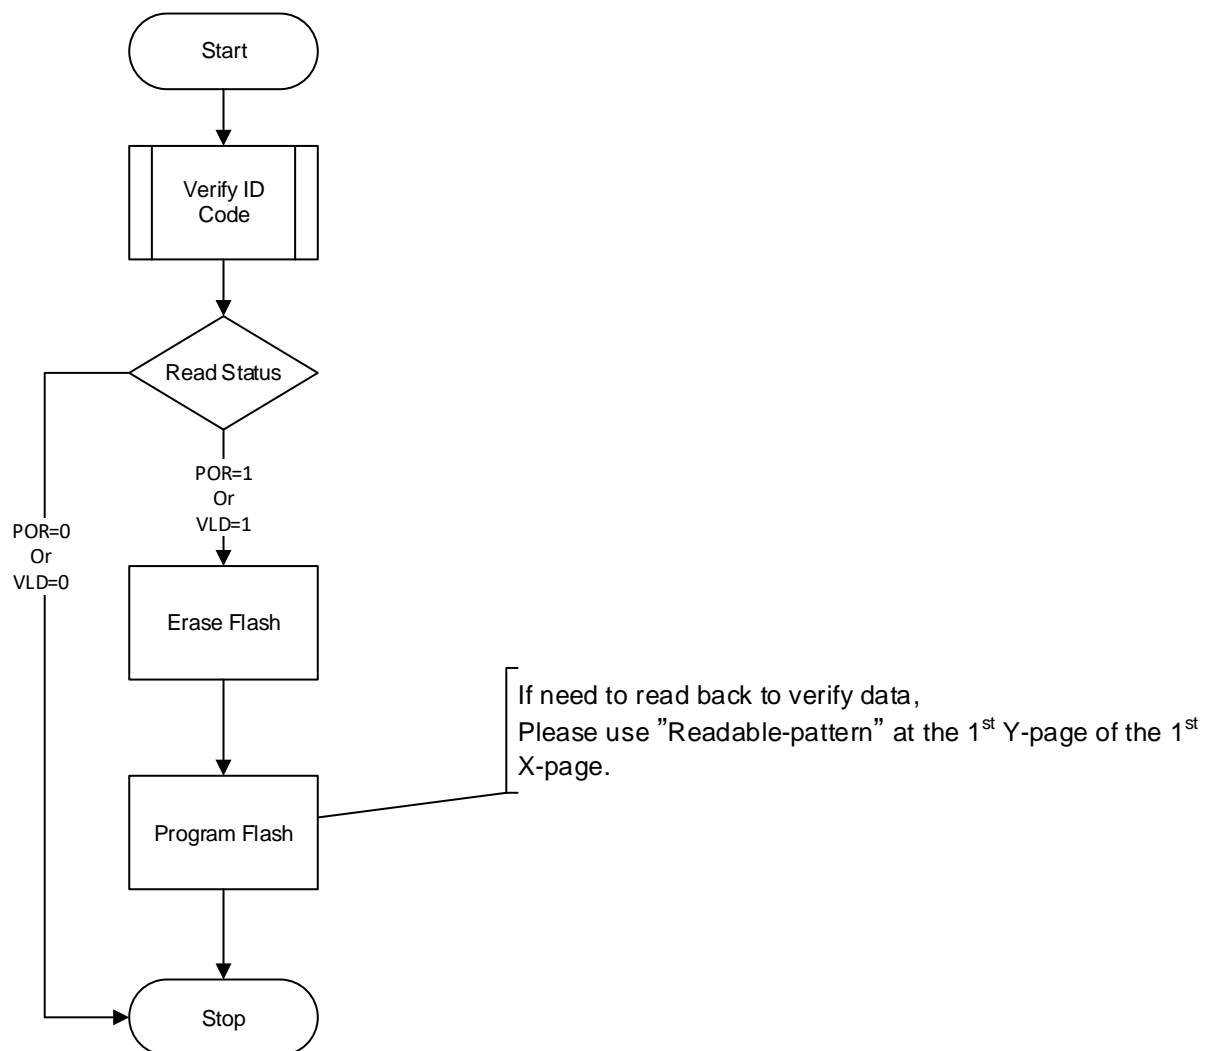 Start
Verify ID
Code
Read Status
POR=1
Or
VLD=1
POR=0
Or
VLD=0
Erase Flash
If need to read back to verify data,
Please use ”Readable-pattern” at the 1st Y-page of the 1st
X-page.
Program Flash
Stop